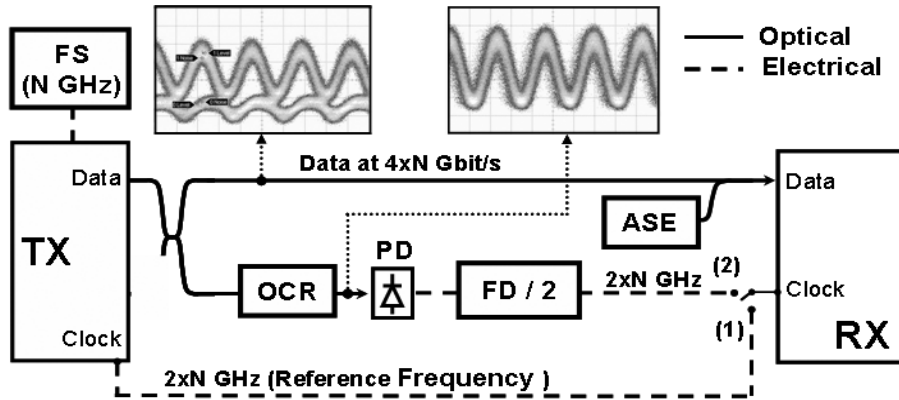 FS
(N GHz)
Optical
Electrical
Data
Data at 4xN Gbit/s
Data
TX
ASE
PD
OCR
FD / 2
2xN GHz
(2)
Clock
(1)
RX
Clock
2xN GHz (Reference Frequency )